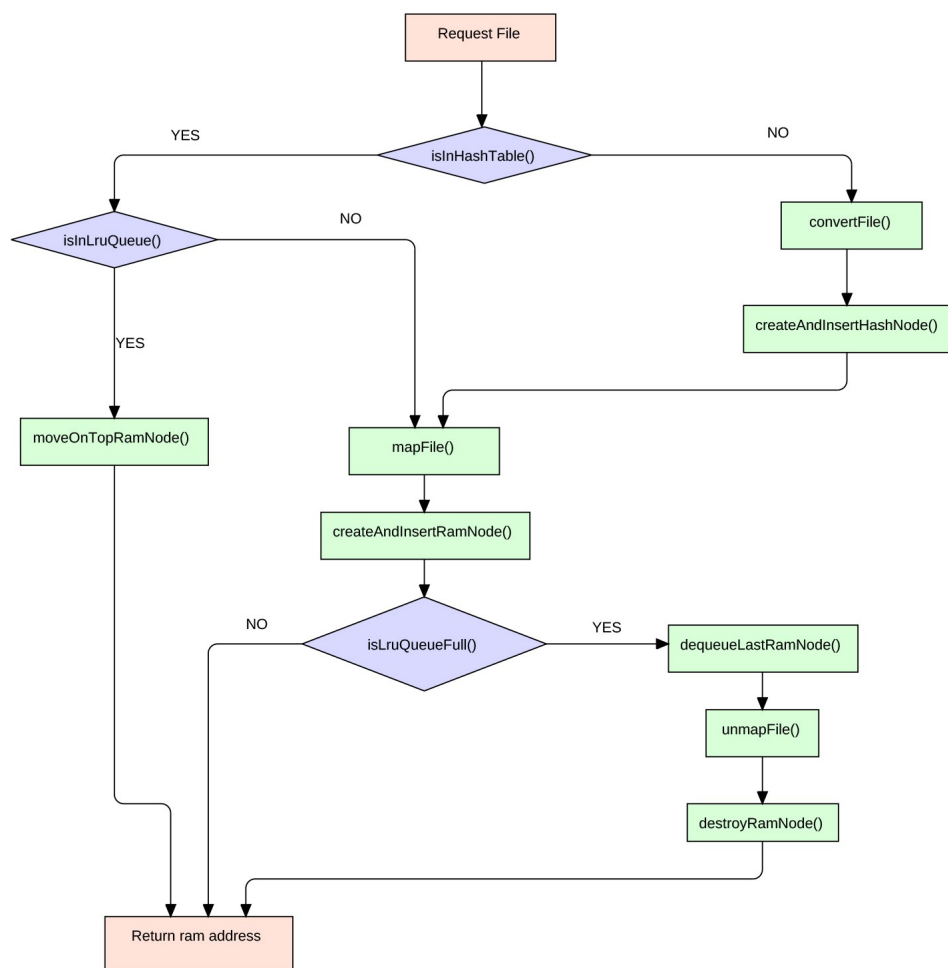 Request File
YES
NO
isInHashTable()
isInLruQueue()
NO
convertFile()
createAndInsertHashNode()
YES
moveOnTopRamNode()
mapFile()
createAndInsertRamNode()
NO
YES
isLruQueueFull()
dequeueLastRamNode()
unmapFile()
destroyRamNode()
Return ram address